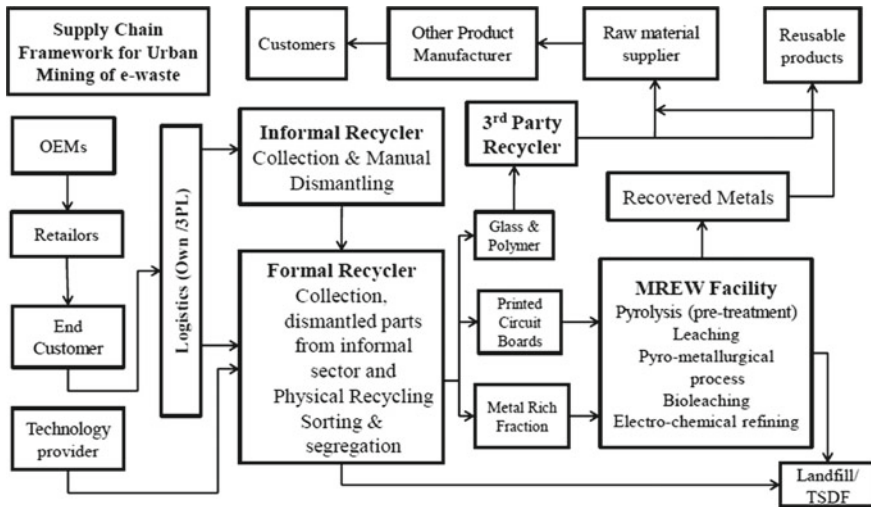 Supply Chain
Framework for Urban
Mining of e-waste
Customers
Other Product
Manufacturer
Raw material
supplier
Reusable
products
OEMs
Retailors
End
Customer
Technology
provider
Logistics (Own /3PL)
Informal Recycler
Collection & Manual
Dismantling
Formal Recycler
Collection,
dismantled parts
from informal
sector and
Physical Recycling
Sorting &
segregation
3rd Party
Recycler
Glass &
Polymer
Printed
Circuit
Boards
Metal Rich
Fraction
Recovered Metals
MREW Facility
Pyrolysis (pre-treatment)
Leaching
Pyro-metallurgical
process
Bioleaching
Electro-chemical refining
Landfill/
TSDF